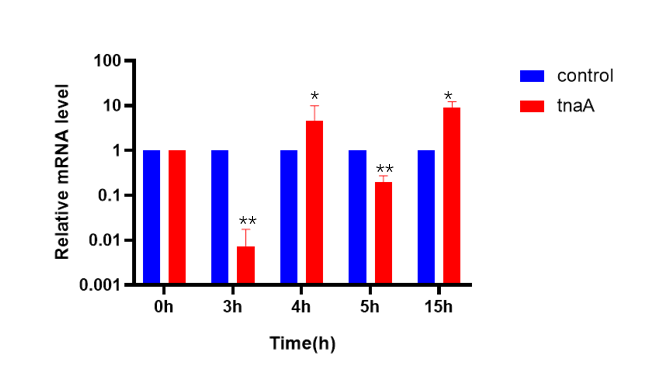 100
10
1
0.1
0.01
0.001
Relative mRNA level
**
*
**
*
0h 3h 4h 5h 15h
Time(h)
control
tnaA